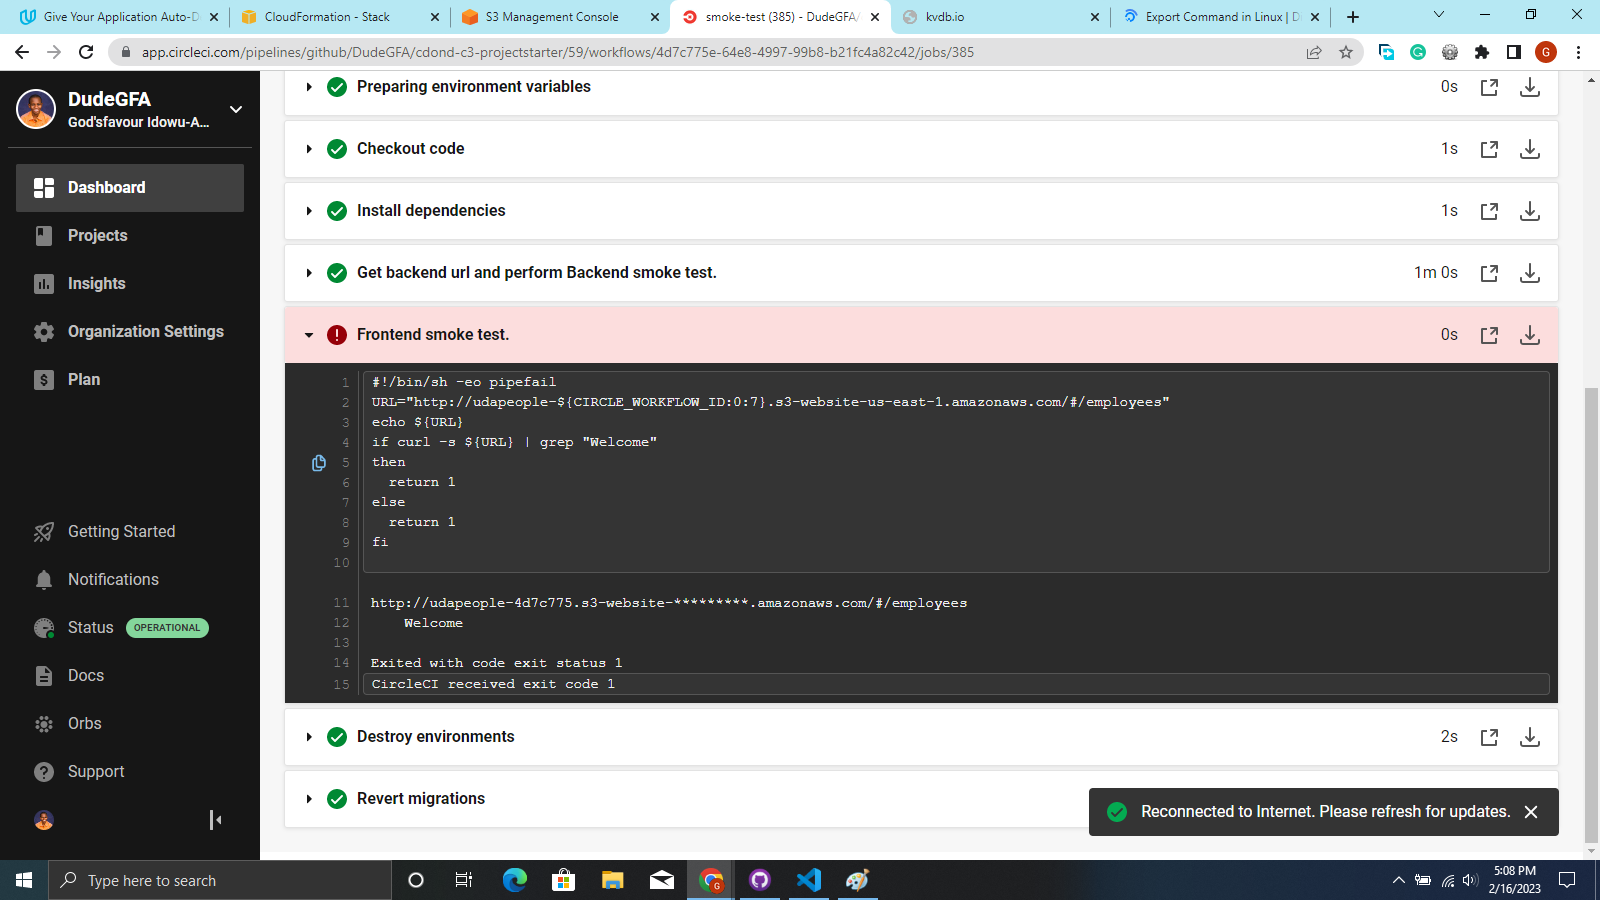 Give Your Application Auto-D
CloudFormation - Stack
S3 Management Console
smoke-test (385) - DudeGFA/
kvdb.io
Export Command in Linux | D
app.circleci.com/pipelines/github/DudeGFA/cdond-c3-projectstarter/59/workflows/4d7c775e-64e8-4997-99b8-b21fc4a82c42/jobs/385
G
DudeGFA
God'sfavour Idowu-A...
Dashboard
Projects
Insights
Organization Settings
Plan
Getting Started
Notifications
Status OPERATIONAL
Docs
Orbs
Support
Preparing environment variables 0s
Checkout code 1s
Install dependencies 1s
Get backend url and perform Backend smoke test. 1m 0s
Frontend smoke test. 0s
1 #!/bin/sh -eo pipefail
2 URL="http://udapeople-${CIRCLE_WORKFLOW_ID:0:7}.s3-website-us-east-1.amazonaws.com/#/employees"
3 echo ${URL}
4 if curl -s ${URL} | grep "Welcome"
5 then
6 return 1
7 else
8 return 1
9 fi
10
11 http://udapeople-4d7c775.s3-website-*********.amazonaws.com/#/employees
12 Welcome
13
14 Exited with code exit status 1
15 CircleCI received exit code 1
Destroy environments 2s
Revert migrations
Reconnected to Internet. Please refresh for updates.
Type here to search
G
5:08 PM
2/16/2023